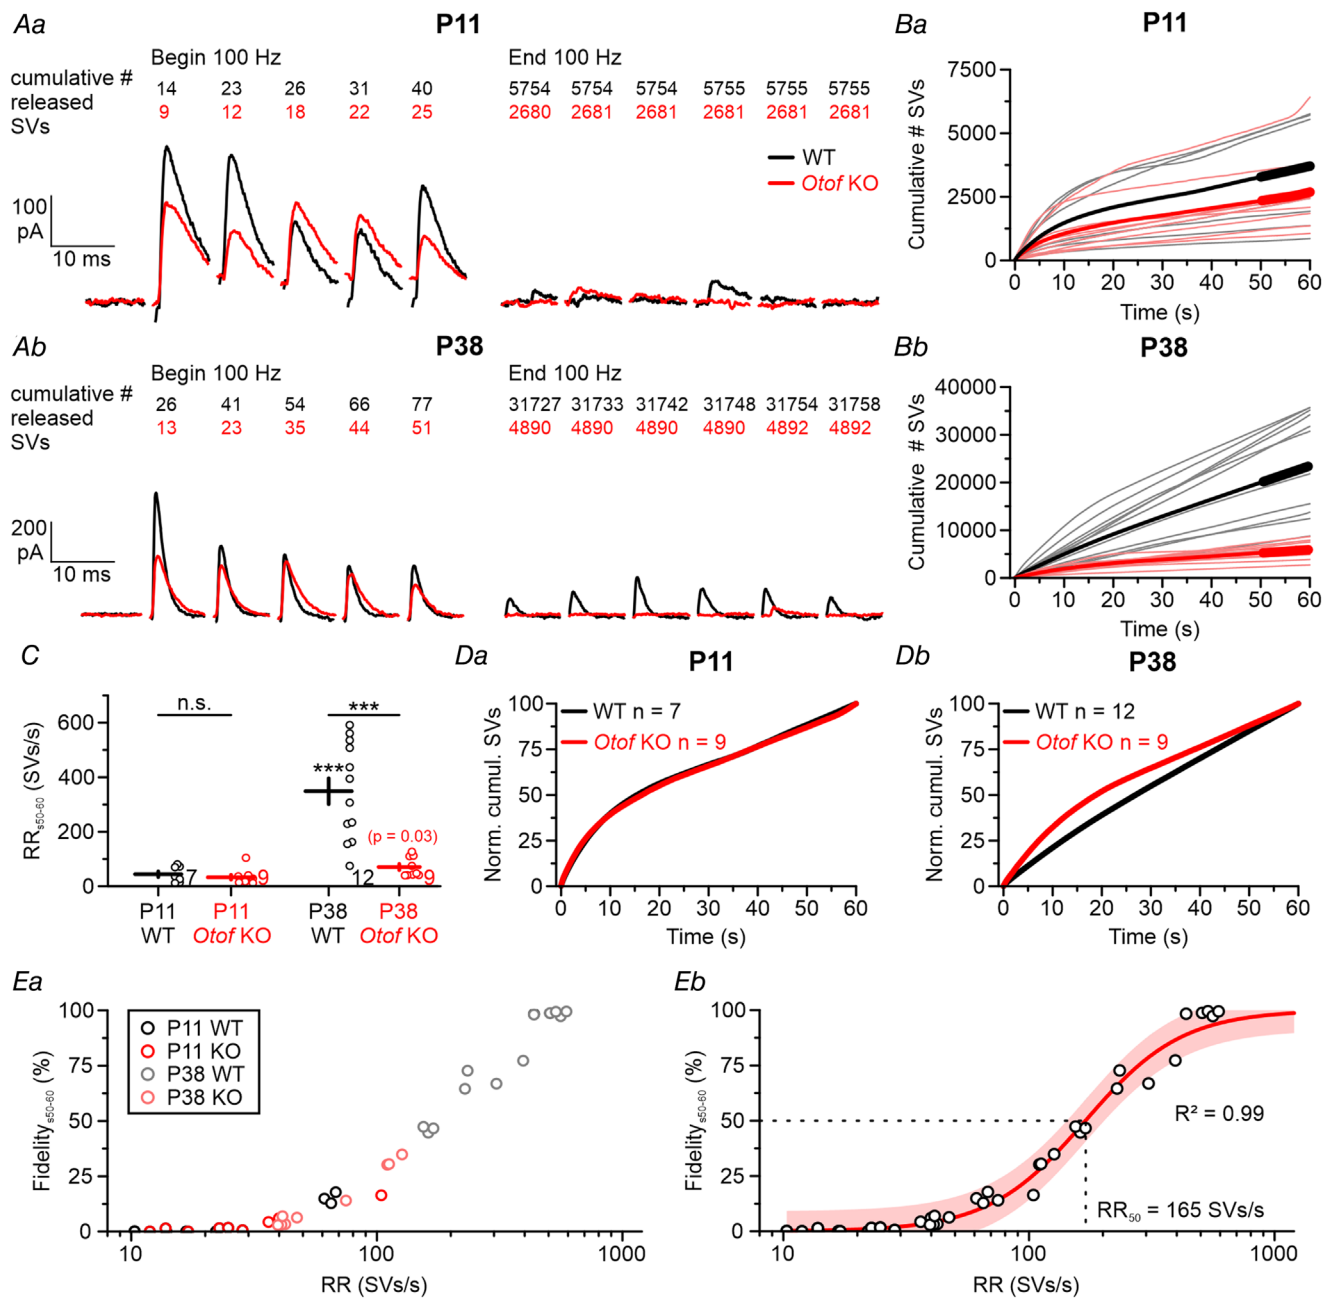 Aa P11
Begin 100 Hz End 100 Hz
cumulative # released SVs
14 23 26 31 40 5754 5754 5754 5755 5755 5755
9 12 18 22 25 2680 2681 2681 2681 2681 2681
WT
Otof KO
100 pA
10 ms
Ba P11
Cumulative # SVs
7500
5000
2500
0
0 10 20 30 40 50 60
Time (s)
Ab P38
Begin 100 Hz End 100 Hz
cumulative # released SVs
26 41 54 66 77 31727 31733 31742 31748 31754 31758
13 23 35 44 51 4890 4890 4890 4890 4892 4892
200 pA
10 ms
Bb P38
Cumulative # SVs
40000
30000
20000
10000
0
0 10 20 30 40 50 60
Time (s)
C
RRs50-60 (SVs/s)
600
400
200
0
n.s.
***
***
(p = 0.03)
7 9 12 9
P11 WT
P11 Otof KO
P38 WT
P38 Otof KO
Da P11
Norm. cumul. SVs
100
75
50
25
0
WT n = 7
Otof KO n = 9
0 10 20 30 40 50 60
Time (s)
Db P38
Norm. cumul. SVs
100
75
50
25
0
WT n = 12
Otof KO n = 9
0 10 20 30 40 50 60
Time (s)
Ea
Fidelitys50-60 (%)
100
75
50
25
0
P11 WT
P11 KO
P38 WT
P38 KO
10 100 1000
RR (SVs/s)
Eb
Fidelitys50-60 (%)
100
75
50
25
0
R² = 0.99
RR50 = 165 SVs/s
10 100 1000
RR (SVs/s)